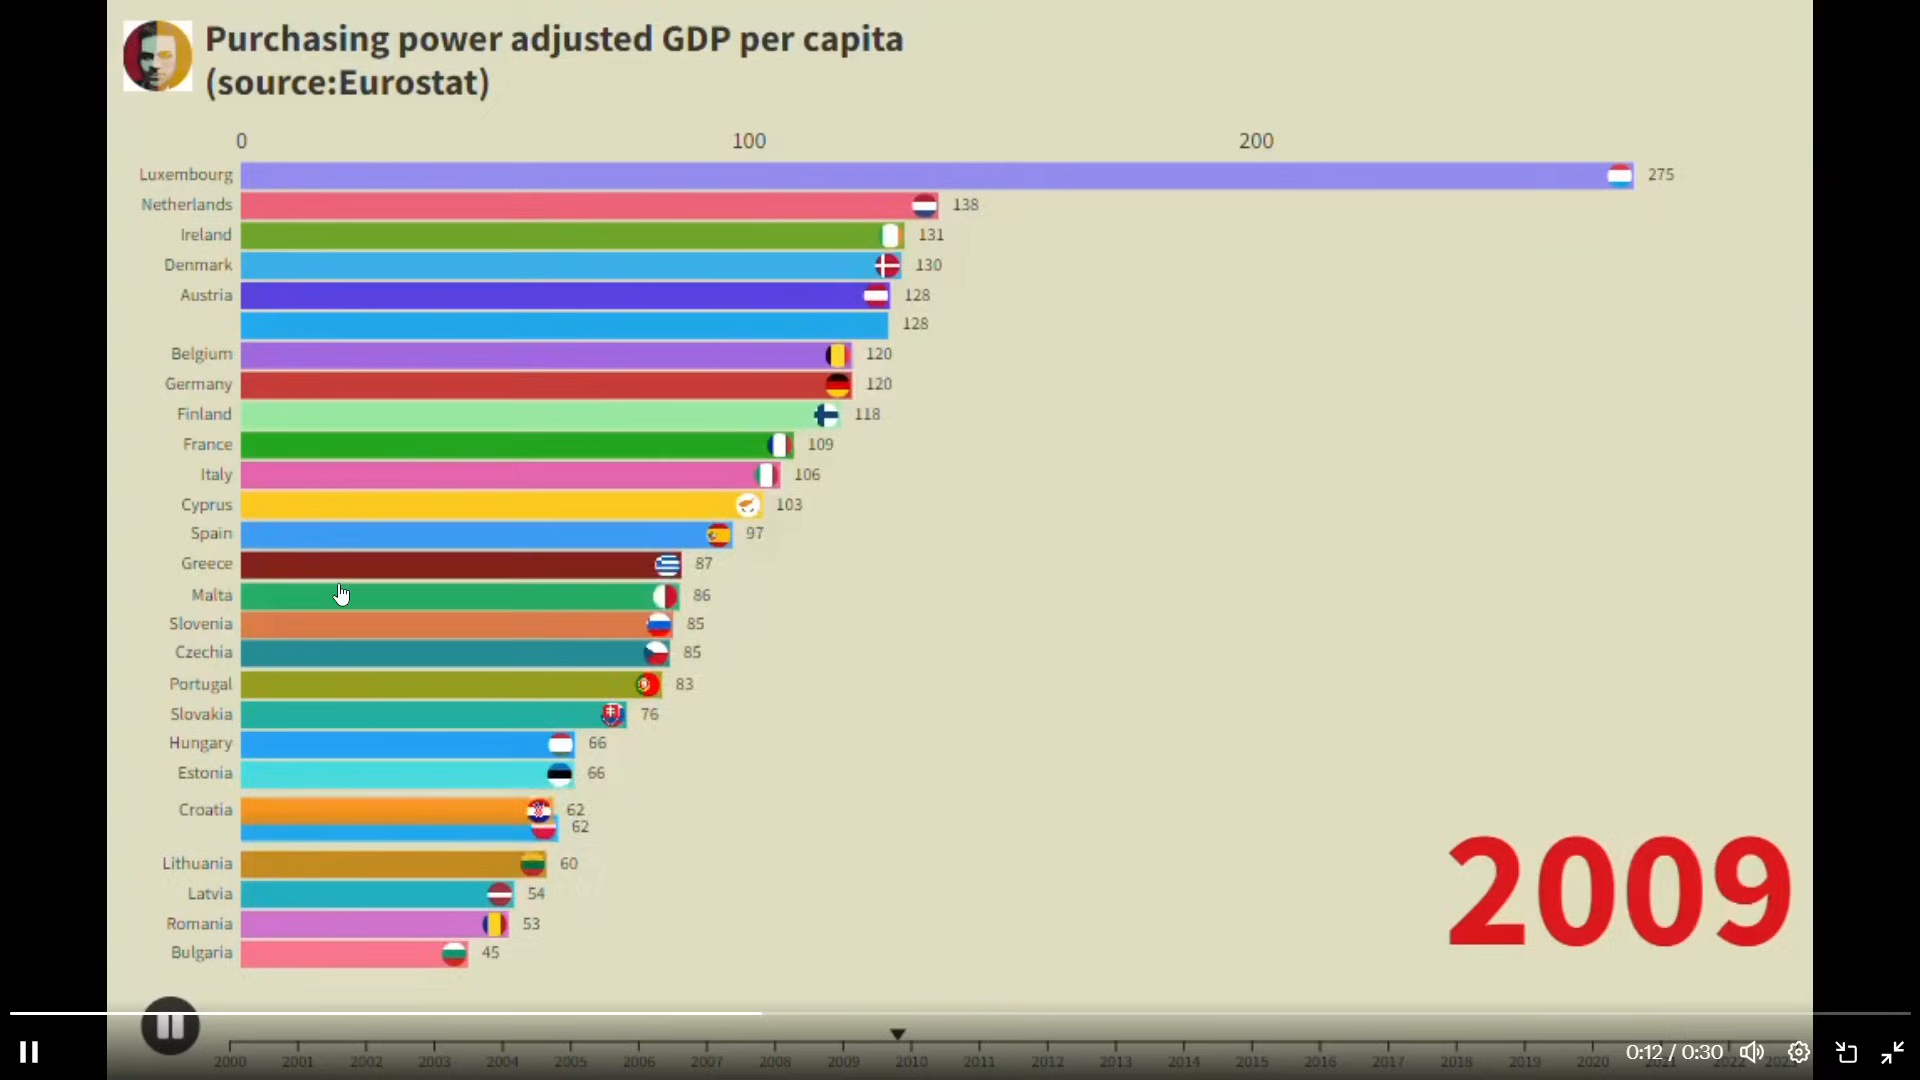 Purchasing power adjusted GDP per capita
(source:Eurostat)
0 100 200
Luxembourg 275
Netherlands 138
Ireland 131
Denmark 130
Austria 128
128
Belgium 120
Germany 120
Finland 118
France 109
Italy 106
Cyprus 103
Spain 97
Greece 87
Malta 86
Slovenia 85
Czechia 85
Portugal 83
Slovakia 76
Hungary 66
Estonia 66
Croatia 62
62
Lithuania 60
Latvia 54
Romania 53
Bulgaria 45
2009
0:12 / 0:30
2000 2001 2002 2003 2004 2005 2006 2007 2008 2009 2010 2011 2012 2013 2014 2015 2016 2017 2018 2019 2020 2021 2022